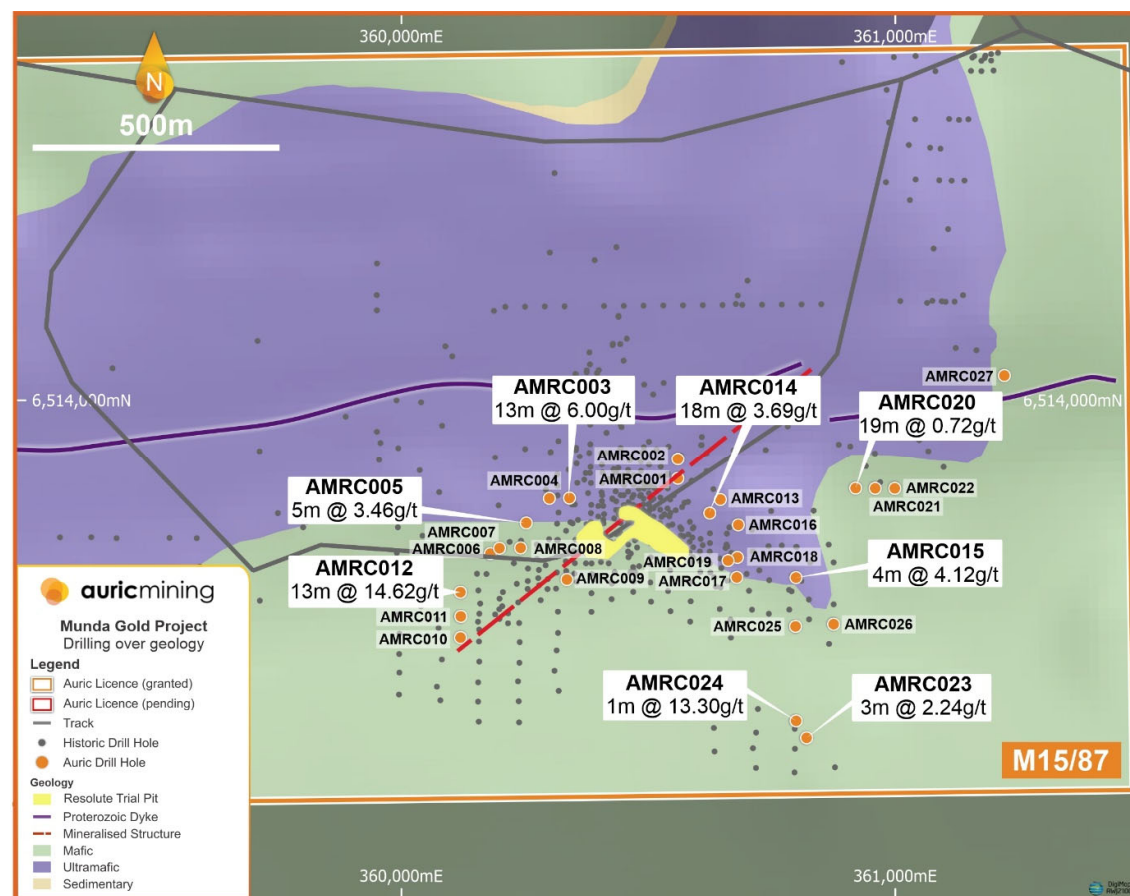 360,000mE
361,000mE
N
500m
6,514,000mN
6,514,000mN
AMRC027
AMRC003
13m @ 6.00g/t
AMRC014
18m @ 3.69g/t
AMRC020
19m @ 0.72g/t
AMRC002
AMRC001
AMRC004
AMRC005
5m @ 3.46g/t
AMRC013
AMRC022
AMRC021
AMRC016
AMRC007
AMRC006
AMRC008
AMRC019
AMRC018
AMRC012
13m @ 14.62g/t
AMRC009
AMRC017
AMRC015
4m @ 4.12g/t
AMRC011
AMRC010
AMRC025
AMRC026
AMRC024
1m @ 13.30g/t
AMRC023
3m @ 2.24g/t
M15/87
auricmining
Munda Gold Project
Drilling over geology
Legend
Auric Licence (granted)
Auric Licence (pending)
Track
Historic Drill Hole
Auric Drill Hole
Geology
Resolute Trial Pit
Proterozoic Dyke
Mineralised Structure
Mafic
Ultramafic
Sedimentary
360,000mE
361,000mE